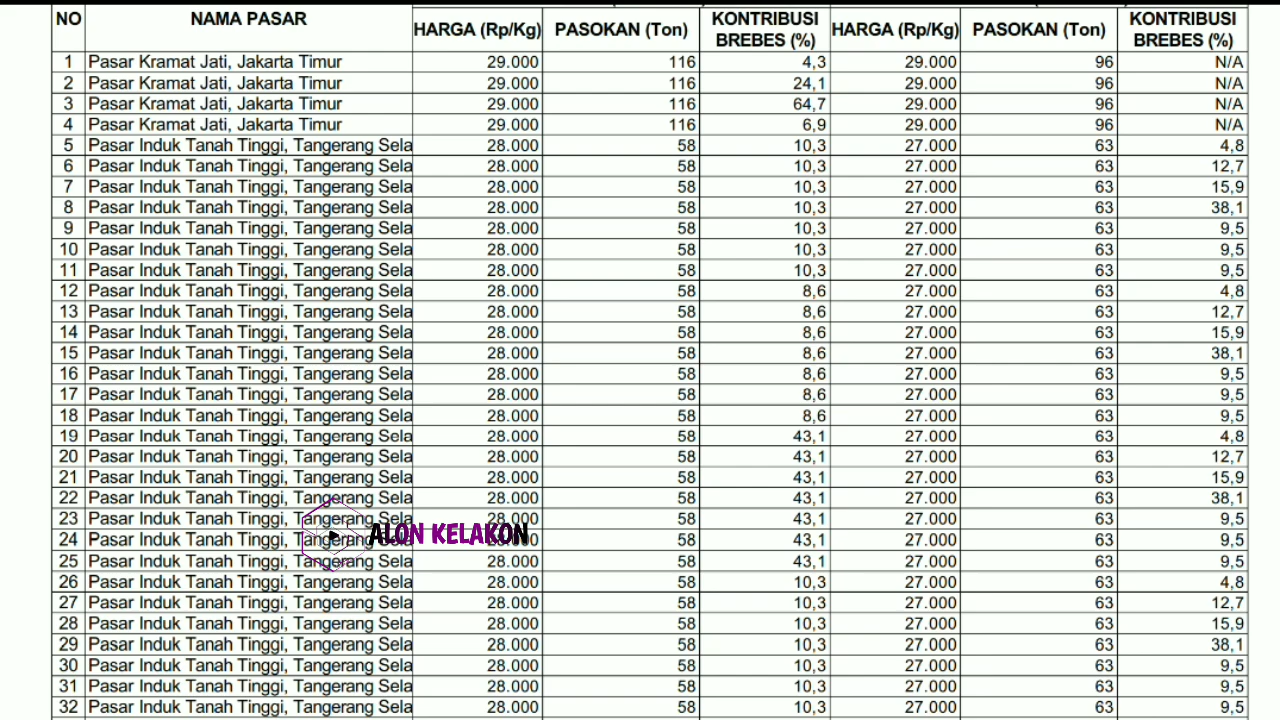 NO NAMA PASAR HARGA (Rp/Kg) PASOKAN (Ton) KONTRIBUSI BREBES (%) HARGA (Rp/Kg) PASOKAN (Ton) KONTRIBUSI BREBES (%)
1 Pasar Kramat Jati, Jakarta Timur 29.000 116 4,3 29.000 96 N/A
2 Pasar Kramat Jati, Jakarta Timur 29.000 116 24,1 29.000 96 N/A
3 Pasar Kramat Jati, Jakarta Timur 29.000 116 64,7 29.000 96 N/A
4 Pasar Kramat Jati, Jakarta Timur 29.000 116 6,9 29.000 96 N/A
5 Pasar Induk Tanah Tinggi, Tangerang Sela 28.000 58 10,3 27.000 63 4,8
6 Pasar Induk Tanah Tinggi, Tangerang Sela 28.000 58 10,3 27.000 63 12,7
7 Pasar Induk Tanah Tinggi, Tangerang Sela 28.000 58 10,3 27.000 63 15,9
8 Pasar Induk Tanah Tinggi, Tangerang Sela 28.000 58 10,3 27.000 63 38,1
9 Pasar Induk Tanah Tinggi, Tangerang Sela 28.000 58 10,3 27.000 63 9,5
10 Pasar Induk Tanah Tinggi, Tangerang Sela 28.000 58 10,3 27.000 63 9,5
11 Pasar Induk Tanah Tinggi, Tangerang Sela 28.000 58 10,3 27.000 63 9,5
12 Pasar Induk Tanah Tinggi, Tangerang Sela 28.000 58 8,6 27.000 63 4,8
13 Pasar Induk Tanah Tinggi, Tangerang Sela 28.000 58 8,6 27.000 63 12,7
14 Pasar Induk Tanah Tinggi, Tangerang Sela 28.000 58 8,6 27.000 63 15,9
15 Pasar Induk Tanah Tinggi, Tangerang Sela 28.000 58 8,6 27.000 63 38,1
16 Pasar Induk Tanah Tinggi, Tangerang Sela 28.000 58 8,6 27.000 63 9,5
17 Pasar Induk Tanah Tinggi, Tangerang Sela 28.000 58 8,6 27.000 63 9,5
18 Pasar Induk Tanah Tinggi, Tangerang Sela 28.000 58 8,6 27.000 63 9,5
19 Pasar Induk Tanah Tinggi, Tangerang Sela 28.000 58 43,1 27.000 63 4,8
20 Pasar Induk Tanah Tinggi, Tangerang Sela 28.000 58 43,1 27.000 63 12,7
21 Pasar Induk Tanah Tinggi, Tangerang Sela 28.000 58 43,1 27.000 63 15,9
22 Pasar Induk Tanah Tinggi, Tangerang Sela 28.000 58 43,1 27.000 63 38,1
23 Pasar Induk Tanah Tinggi, Tangerang Sela 28.000 58 43,1 27.000 63 9,5
ALON KELAKON
24 Pasar Induk Tanah Tinggi, Tangerang 58 43,1 27.000 63 9,5
25 Pasar Induk Tanah Tinggi, Tangerang Sela 28.000 58 43,1 27.000 63 9,5
26 Pasar Induk Tanah Tinggi, Tangerang Sela 28.000 58 10,3 27.000 63 4,8
27 Pasar Induk Tanah Tinggi, Tangerang Sela 28.000 58 10,3 27.000 63 12,7
28 Pasar Induk Tanah Tinggi, Tangerang Sela 28.000 58 10,3 27.000 63 15,9
29 Pasar Induk Tanah Tinggi, Tangerang Sela 28.000 58 10,3 27.000 63 38,1
30 Pasar Induk Tanah Tinggi, Tangerang Sela 28.000 58 10,3 27.000 63 9,5
31 Pasar Induk Tanah Tinggi, Tangerang Sela 28.000 58 10,3 27.000 63 9,5
32 Pasar Induk Tanah Tinggi, Tangerang Sela 28.000 58 10,3 27.000 63 9,5